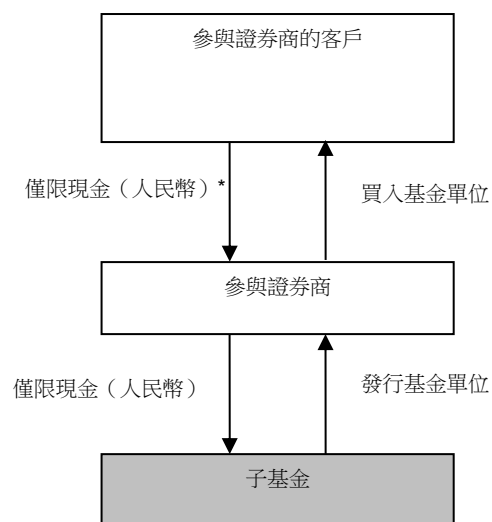 參與證券商的客戶
僅限現金（人民幣）*
買入基金單位
參與證券商
僅限現金（人民幣）
發行基金單位
子基金